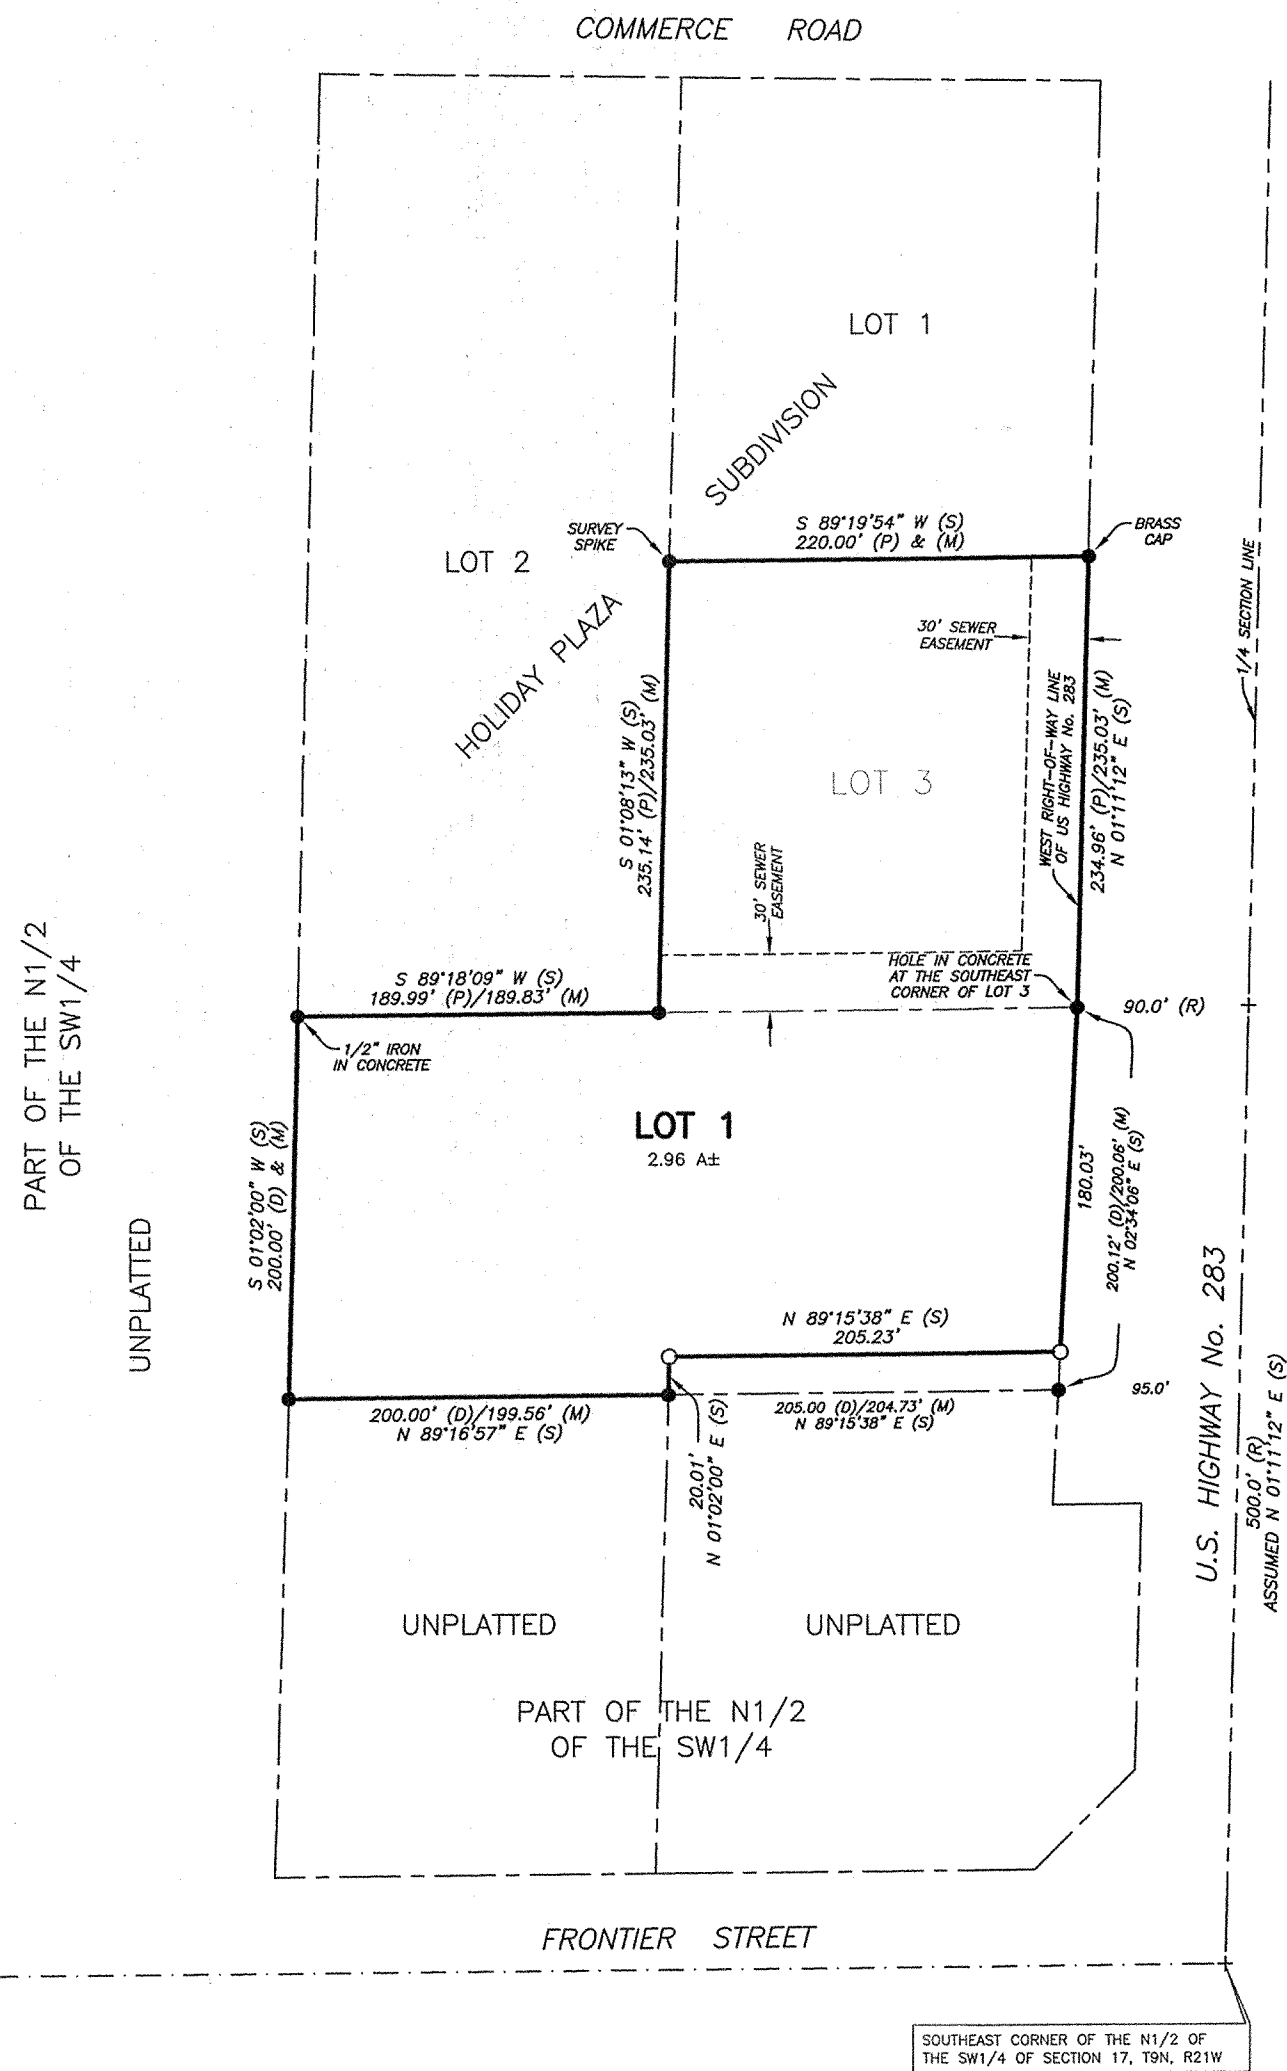 COMMERCE ROAD
LOT 1
SUBDIVISION
S 89°19'54" W (S)
220.00' (P) & (M)
SURVEY
SPIKE
BRASS
CAP
LOT 2
HOLIDAY PLAZA
1/4 SECTION LINE
30' SEWER
EASEMENT
S 01°08'13" W (S)
235.14' (P)/235.03' (M)
WEST RIGHT-OF-WAY LINE
OF US HIGHWAY No. 283
234.96' (P)/235.03' (M)
N 01°11'12" E (S)
LOT 3
30' SEWER
EASEMENT
PART OF THE N1/2
OF THE SW1/4
S 89°18'09" W (S)
189.99' (P)/189.83' (M)
HOLE IN CONCRETE
AT THE SOUTHEAST
CORNER OF LOT 3
90.0' (R)
1/2" IRON
IN CONCRETE
LOT 1
2.96 A±
S 01°02'00" W (S)
200.00' (D) & (M)
180.03'
200.12' (D)/200.06' (M)
N 02°34'06" E (S)
UNPLATTED
N 89°15'38" E (S)
205.23'
95.0'
200.00' (D)/199.56' (M)
N 89°16'57" E (S)
205.00 (D)/204.73' (M)
N 89°15'38" E (S)
20.01'
N 01°02'00" E (S)
U.S. HIGHWAY No. 283
500.0' (R)
ASSUMED N 01°11'12" E (S)
UNPLATTED
UNPLATTED
PART OF THE N1/2
OF THE SW1/4
FRONTIER STREET
SOUTHEAST CORNER OF THE N1/2 OF
THE SW1/4 OF SECTION 17, T9N, R21W